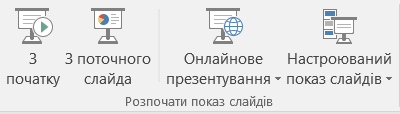 З початку
З поточного слайда
Онлайнове презентування
Настроюваний показ слайдів
Розпочати показ слайдів